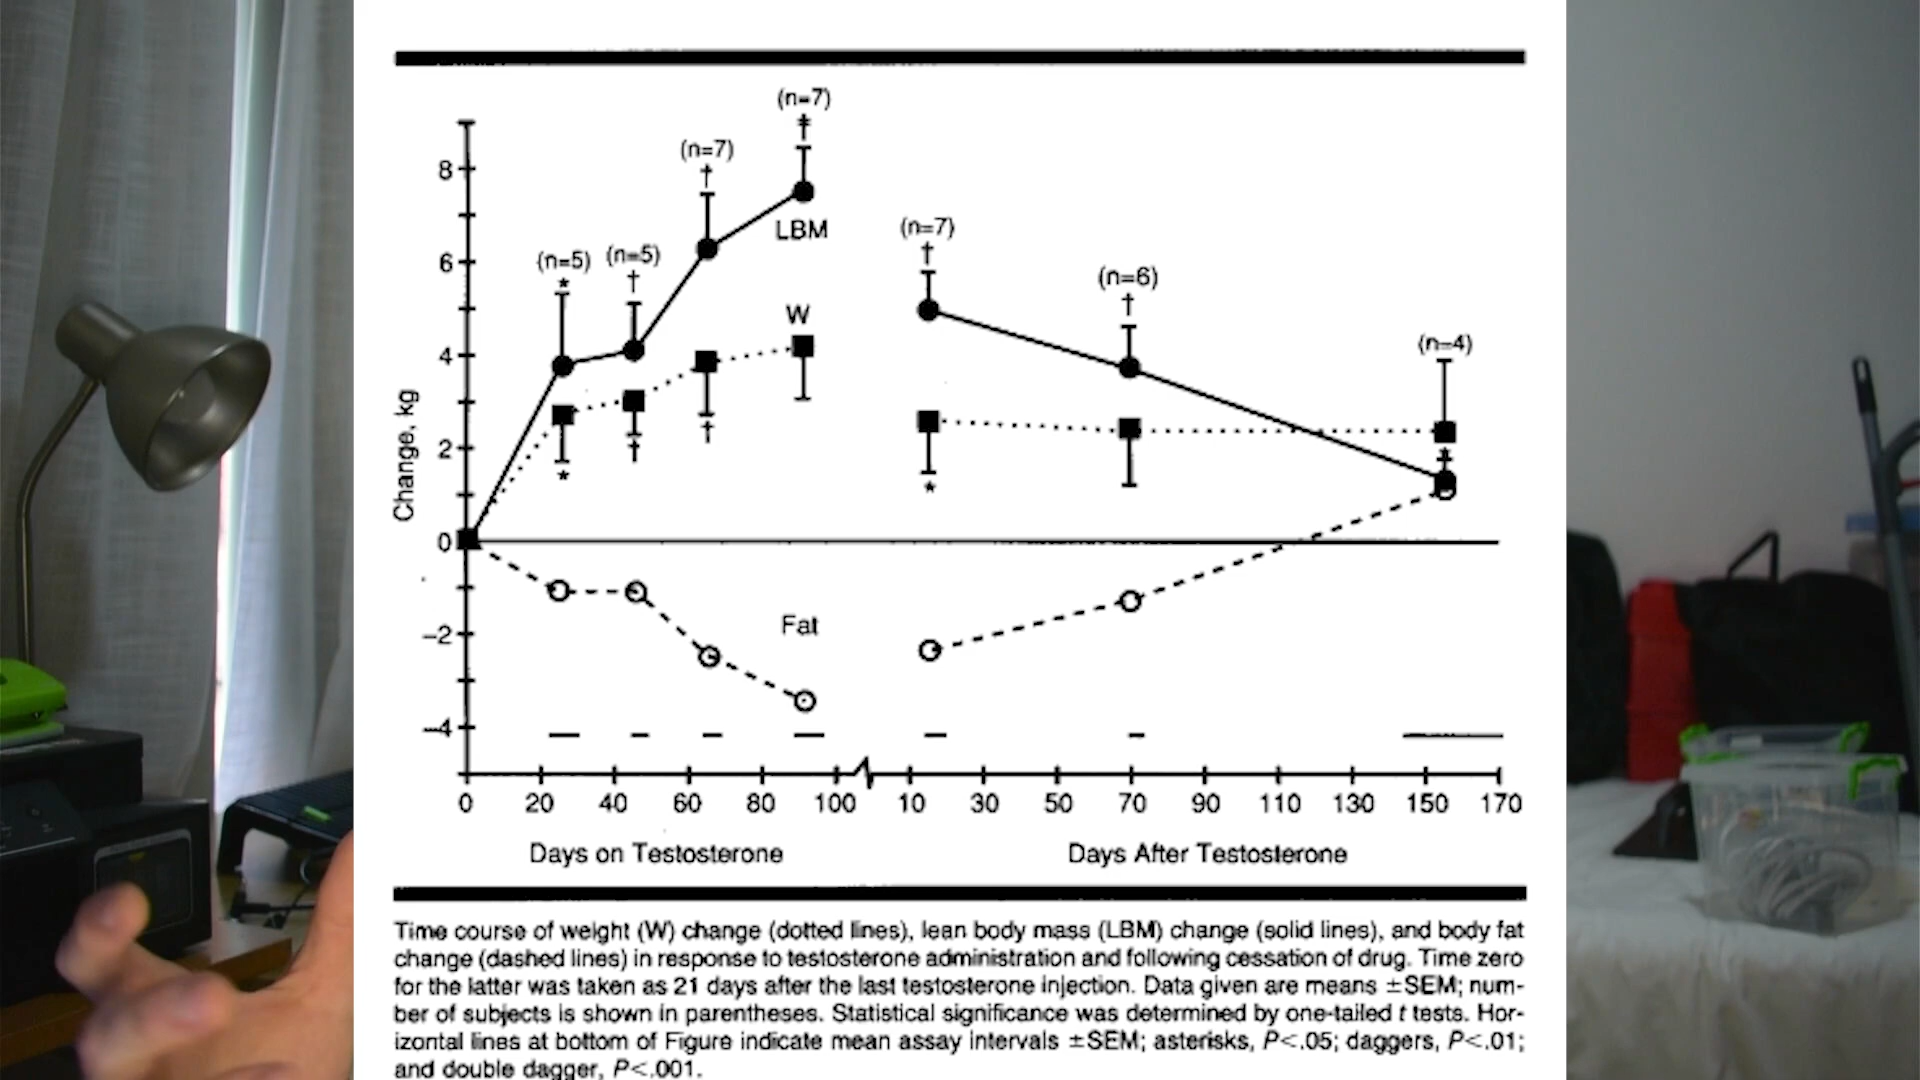 (n=7)
‡
(n=7)
†
8
LBM
(n=7)
†
(n=5) (n=5)
* †
6
(n=6)
†
W
(n=4)
4
Change, kg
2
†
†
*
*
*
0
Fat
-2
-4
0 20 40 60 80 100 10 30 50 70 90 110 130 150 170
Days on Testosterone Days After Testosterone
Time course of weight (W) change (dotted lines), lean body mass (LBM) change (solid lines), and body fat
change (dashed lines) in response to testosterone administration and following cessation of drug. Time zero
for the latter was taken as 21 days after the last testosterone injection. Data given are means ±SEM; num-
ber of subjects is shown in parentheses. Statistical significance was determined by one-tailed t tests. Hor-
izontal lines at bottom of Figure indicate mean assay intervals ±SEM; asterisks, P<.05; daggers, P<.01;
and double dagger, P<.001.